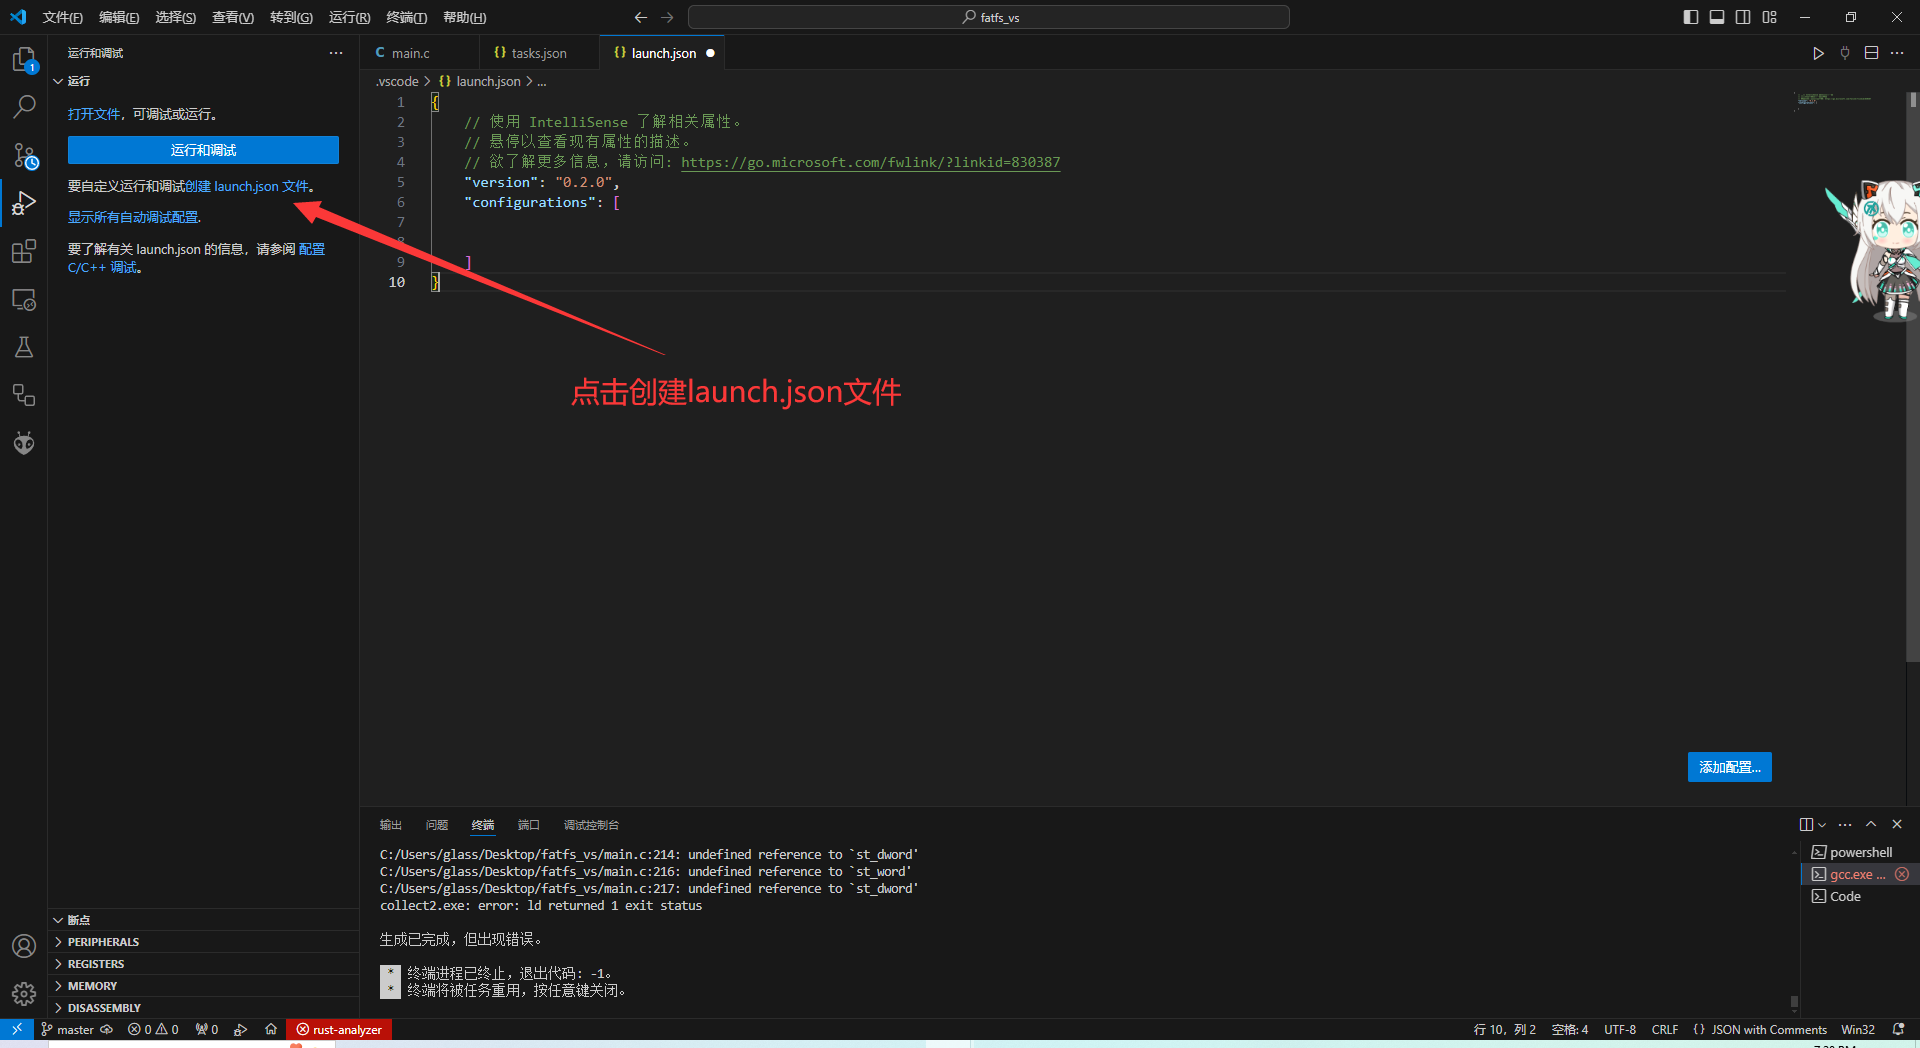 文件(F) 编辑(E) 选择(S) 查看(V) 转到(G) 运行(R) 终端(T) 帮助(H)
fatfs_vs
运行和调试
运行
打开文件，可调试或运行。
运行和调试
要自定义运行和调试创建 launch.json 文件。
显示所有自动调试配置.
要了解有关 launch.json 的信息，请参阅 配置
C/C++ 调试。
断点
PERIPHERALS
REGISTERS
MEMORY
DISASSEMBLY
C main.c {} tasks.json {} launch.json
.vscode > {} launch.json > ...
1 {
2 // 使用 IntelliSense 了解相关属性。
3 // 悬停以查看现有属性的描述。
4 // 欲了解更多信息，请访问: https://go.microsoft.com/fwlink/?linkid=830387
5 "version": "0.2.0",
6 "configurations": [
7
8
9 ]
10 }
点击创建launch.json文件
添加配置...
输出 问题 终端 端口 调试控制台
C:/Users/glass/Desktop/fatfs_vs/main.c:214: undefined reference to `st_dword'
C:/Users/glass/Desktop/fatfs_vs/main.c:216: undefined reference to `st_word'
C:/Users/glass/Desktop/fatfs_vs/main.c:217: undefined reference to `st_dword'
collect2.exe: error: ld returned 1 exit status
生成已完成，但出现错误。
* 终端进程已终止，退出代码: -1。
* 终端将被任务重用，按任意键关闭。
powershell
gcc.exe ...
Code
master 0 0 0 rust-analyzer
行 10，列 2 空格: 4 UTF-8 CRLF {} JSON with Comments Win32